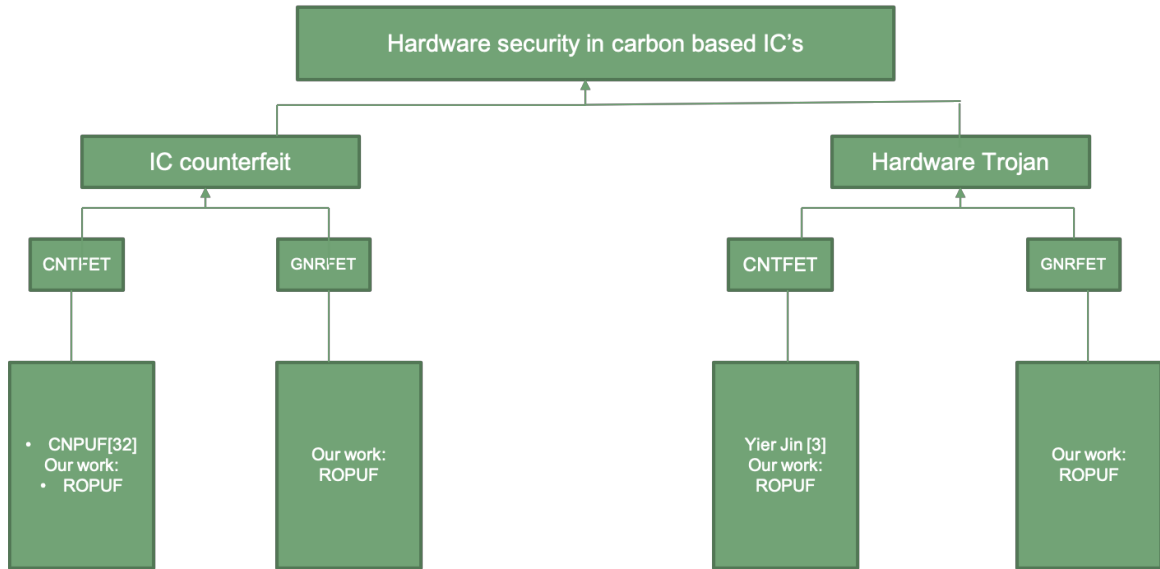 Hardware security in carbon based IC's
IC counterfeit
Hardware Trojan
CNTFET
GNRFET
CNTFET
GNRFET
• CNPUF[32]
Our work:
• ROPUF
Our work:
ROPUF
Yier Jin [3]
Our work:
ROPUF
Our work:
ROPUF